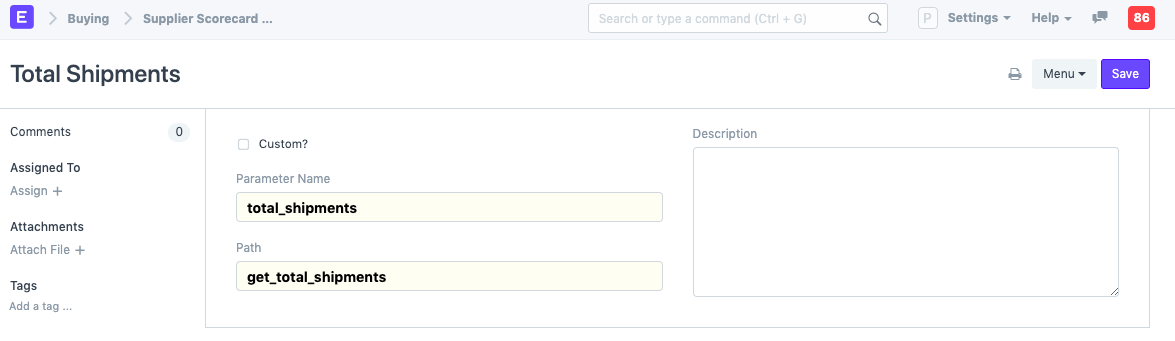 E
Buying
Supplier Scorecard ...
Search or type a command (Ctrl + G)
P
Settings
Help
86
Total Shipments
Menu
Save
Comments
0
Assigned To
Assign +
Attachments
Attach File +
Tags
Add a tag ...
Custom?
Parameter Name
total_shipments
Path
get_total_shipments
Description